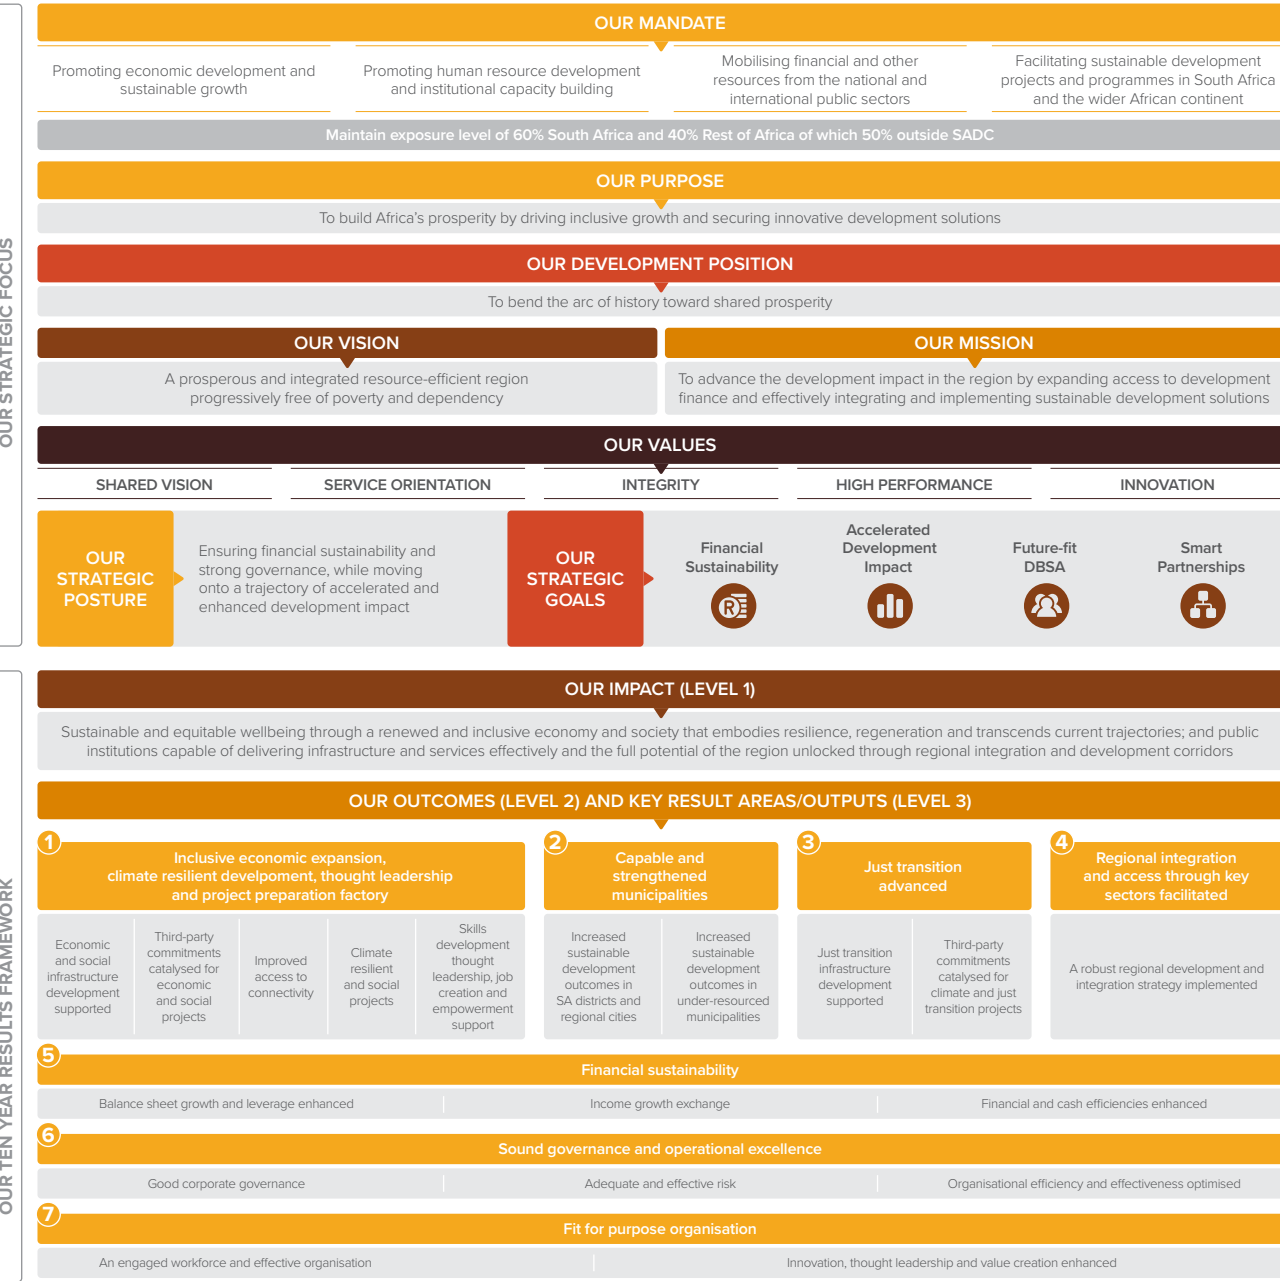 OUR STRATEGIC FOCUS
OUR MANDATE
Promoting economic development and
sustainable growth
Promoting human resource development
and institutional capacity building
Mobilising financial and other
resources from the national and
international public sectors
Facilitating sustainable development
projects and programmes in South Africa
and the wider African continent
Maintain exposure level of 60% South Africa and 40% Rest of Africa of which 50% outside SADC
OUR PURPOSE
To build Africa's prosperity by driving inclusive growth and securing innovative development solutions
OUR DEVELOPMENT POSITION
To bend the arc of history toward shared prosperity
OUR VISION
A prosperous and integrated resource-efficient region
progressively free of poverty and dependency
OUR MISSION
To advance the development impact in the region by expanding access to development
finance and effectively integrating and implementing sustainable development solutions
OUR VALUES
SHARED VISION
SERVICE ORIENTATION
INTEGRITY
HIGH PERFORMANCE
INNOVATION
OUR
STRATEGIC
POSTURE
Ensuring financial sustainability and
strong governance, while moving
onto a trajectory of accelerated and
enhanced development impact
OUR
STRATEGIC
GOALS
Financial
Sustainability
R
Accelerated
Development
Impact
Future-fit
DBSA
Smart
Partnerships
OUR TEN YEAR RESULTS FRAMEWORK
OUR IMPACT (LEVEL 1)
Sustainable and equitable wellbeing through a renewed and inclusive economy and society that embodies resilience, regeneration and transcends current trajectories; and public
institutions capable of delivering infrastructure and services effectively and the full potential of the region unlocked through regional integration and development corridors
OUR OUTCOMES (LEVEL 2) AND KEY RESULT AREAS/OUTPUTS (LEVEL 3)
1
Inclusive economic expansion,
climate resilient develpoment, thought leadership
and project preparation factory
Economic
and social
infrastructure
development
supported
Third-party
commitments
catalysed for
economic
and social
projects
Improved
access to
connectivity
Climate
resilient
and social
projects
Skills
development
thought
leadership, job
creation and
empowerment
support
2
Capable and
strengthened
municipalities
Increased
sustainable
development
outcomes in
SA districts and
regional cities
Increased
sustainable
development
outcomes in
under-resourced
municipalities
3
Just transition
advanced
Just transition
infrastructure
development
supported
Third-party
commitments
catalysed for
climate and just
transition projects
4
Regional integration
and access through key
sectors facilitated
A robust regional development and
integration strategy implemented
5
Financial sustainability
Balance sheet growth and leverage enhanced
Income growth exchange
Financial and cash efficiencies enhanced
6
Sound governance and operational excellence
Good corporate governance
Adequate and effective risk
Organisational efficiency and effectiveness optimised
7
Fit for purpose organisation
An engaged workforce and effective organisation
Innovation, thought leadership and value creation enhanced